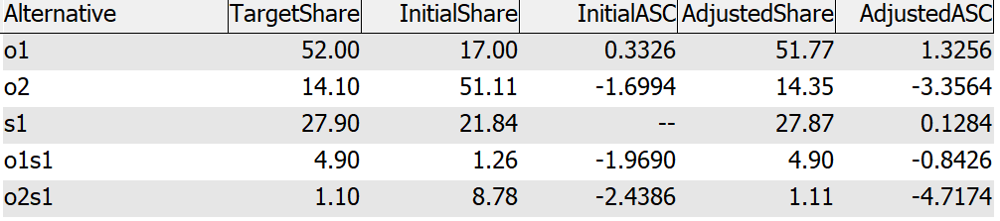 Alternative TargetShare InitialShare InitialASC AdjustedShare AdjustedASC
o1 52.00 17.00 0.3326 51.77 1.3256
o2 14.10 51.11 -1.6994 14.35 -3.3564
s1 27.90 21.84 -- 27.87 0.1284
o1s1 4.90 1.26 -1.9690 4.90 -0.8426
o2s1 1.10 8.78 -2.4386 1.11 -4.7174